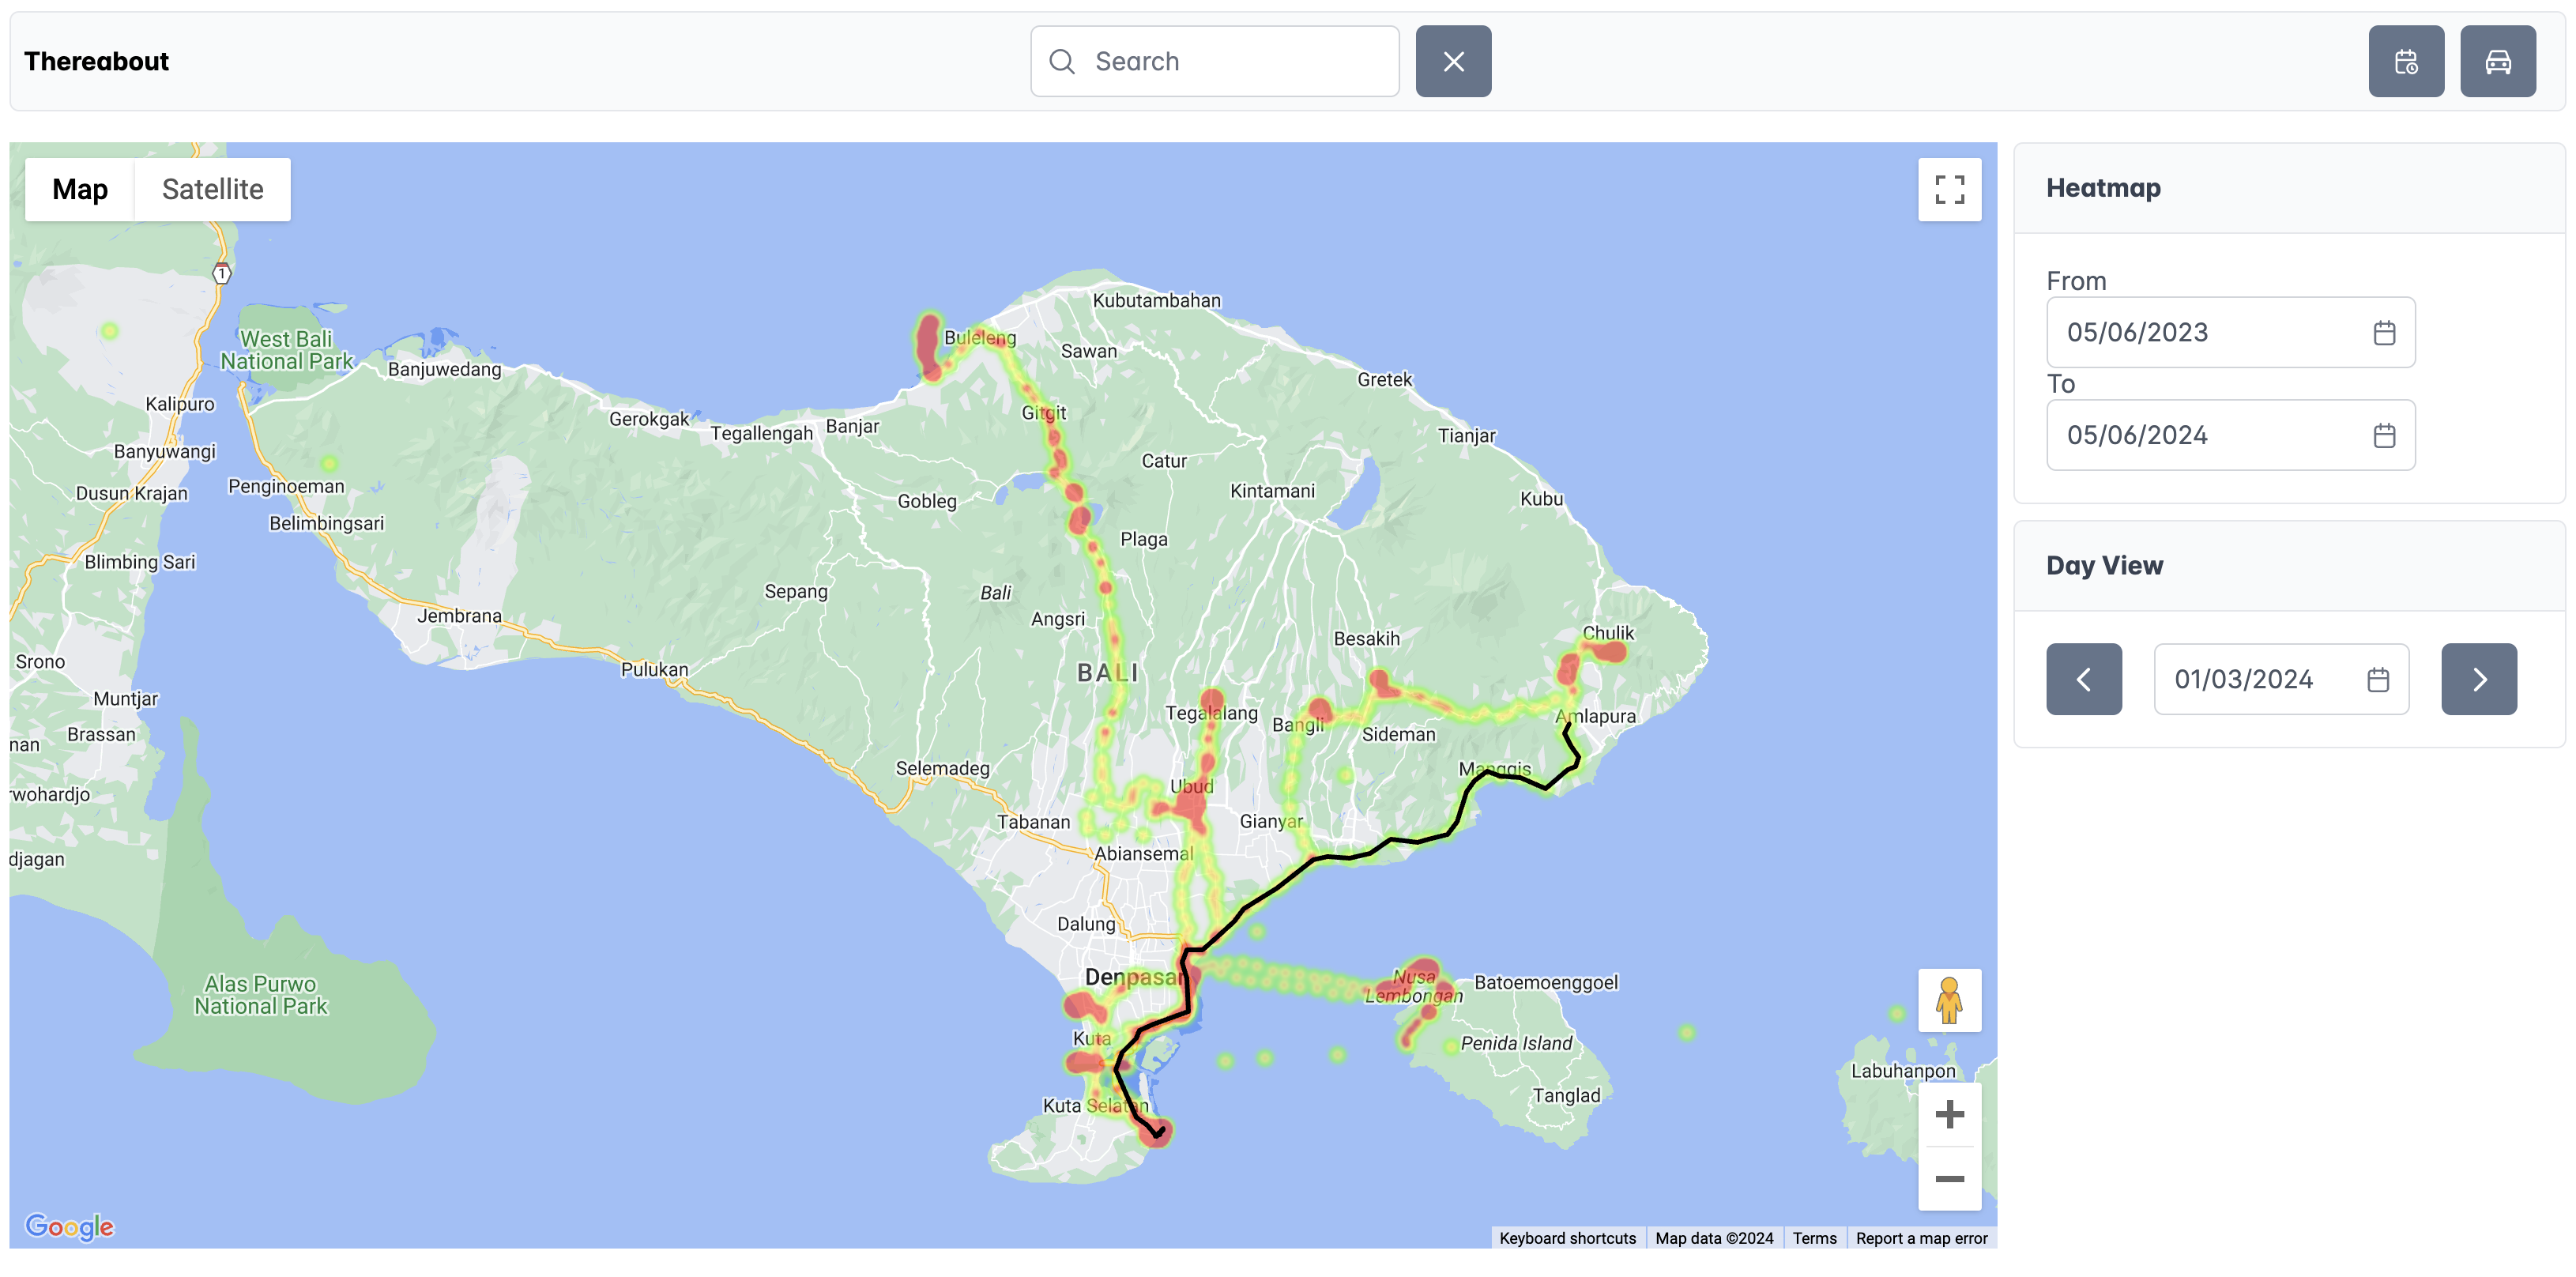 Thereabout
Search
Map
Satellite
Heatmap
From
05/06/2023
To
05/06/2024
Day View
01/03/2024
1
Kubutambahan
West Bali
National Park
Buleleng
Sawan
Banjuwedang
Gretek
Kalipuro
Gerokgak
Gitgit
Tegallengah
Banjar
Tianjar
Banyuwangi
Catur
Penginoeman
Dusun Krajan
Kintamani
Gobleg
Kubu
Belimbingsari
Plaga
Blimbing Sari
Sepang
Bali
Jembrana
Angsri
Chulik
Besakih
Srono
Pulukan
BALI
Muntjar
Tegalalang
Amlapura
Bangli
Brassan
Sideman
nan
Selemadeg
Manggis
Ubud
rwohardjo
Tabanan
Gianyar
Abiansemal
djagan
Dalung
Denpasar
Nusa
Lembongan
Batoemoenggoel
Alas Purwo
National Park
Kuta
Penida Island
Labuhanpon
Tanglad
Kuta Selatan
Google
Keyboard shortcuts
Map data ©2024
Terms
Report a map error